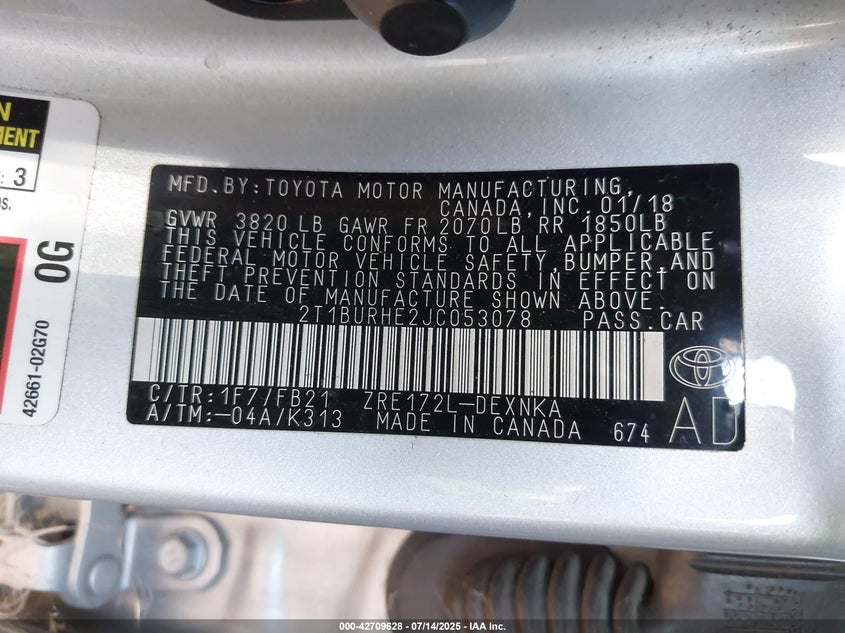 N
MENT
: 3
OS.
0G
42661-02G70
MFD.BY:TOYOTA MOTOR MANUFACTURING,
CANADA,INC. 01/18
GVWR 3820 LB GAWR FR 2070LB RR 1850LB
THIS VEHICLE CONFORMS TO ALL APPLICABLE
FEDERAL MOTOR VEHICLE SAFETY,BUMPER,AND
THEFT PREVENTION STANDARDS IN EFFECT ON
THE DATE OF MANUFACTURE SHOWN ABOVE.
2T1BURHE2JC053078 PASS.CAR
C/TR:1F7/FB21 ZRE172L-DEXNKA
A/TM:-04A/K313 MADE IN CANADA 674
AD
000-42709628 - 07/14/2025 - IAA Inc.